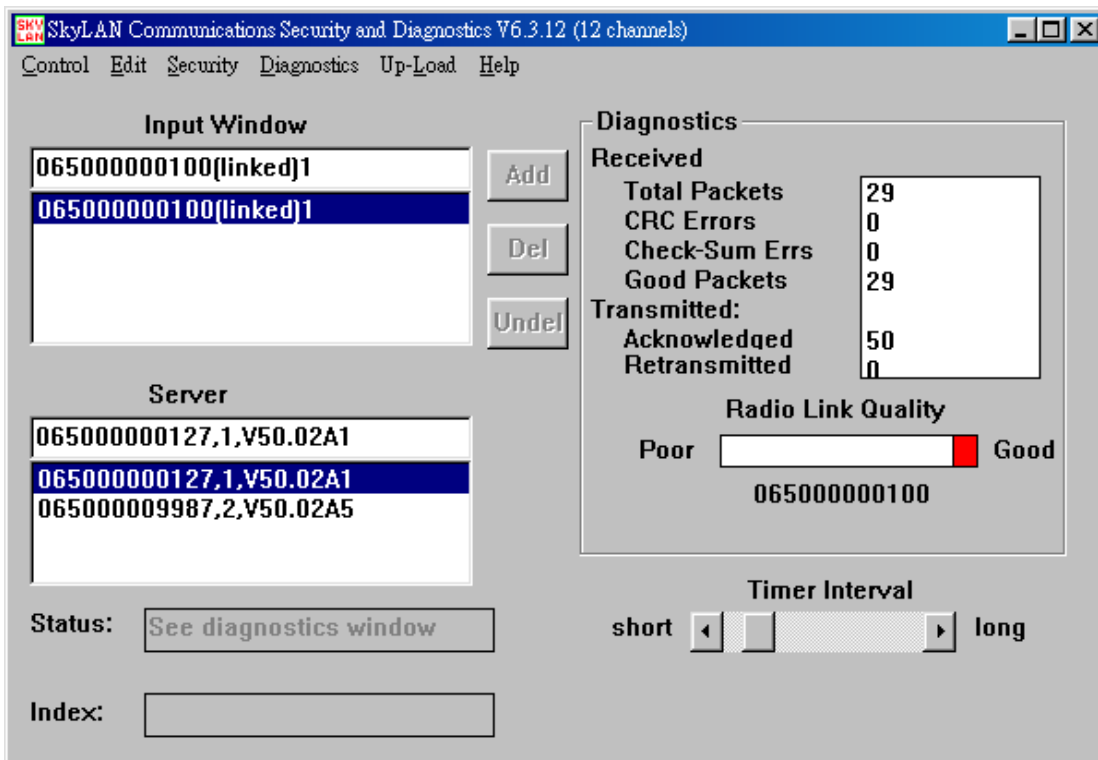 SKY LAN SkyLAN Communications Security and Diagnostics V6.3.12 (12 channels)
Control Edit Security Diagnostics Up-Load Help
Input Window
065000000100(linked)1
065000000100(linked)1
Add
Del
Undel
Server
065000000127,1,V50.02A1
065000000127,1,V50.02A1
065000009987,2,V50.02A5
Status: See diagnostics window
Index:
Diagnostics
Received
Total Packets 29
CRC Errors 0
Check-Sum Errs 0
Good Packets 29
Transmitted:
Acknowledged 50
Retransmitted 0
Radio Link Quality
Poor Good
065000000100
Timer Interval
short long